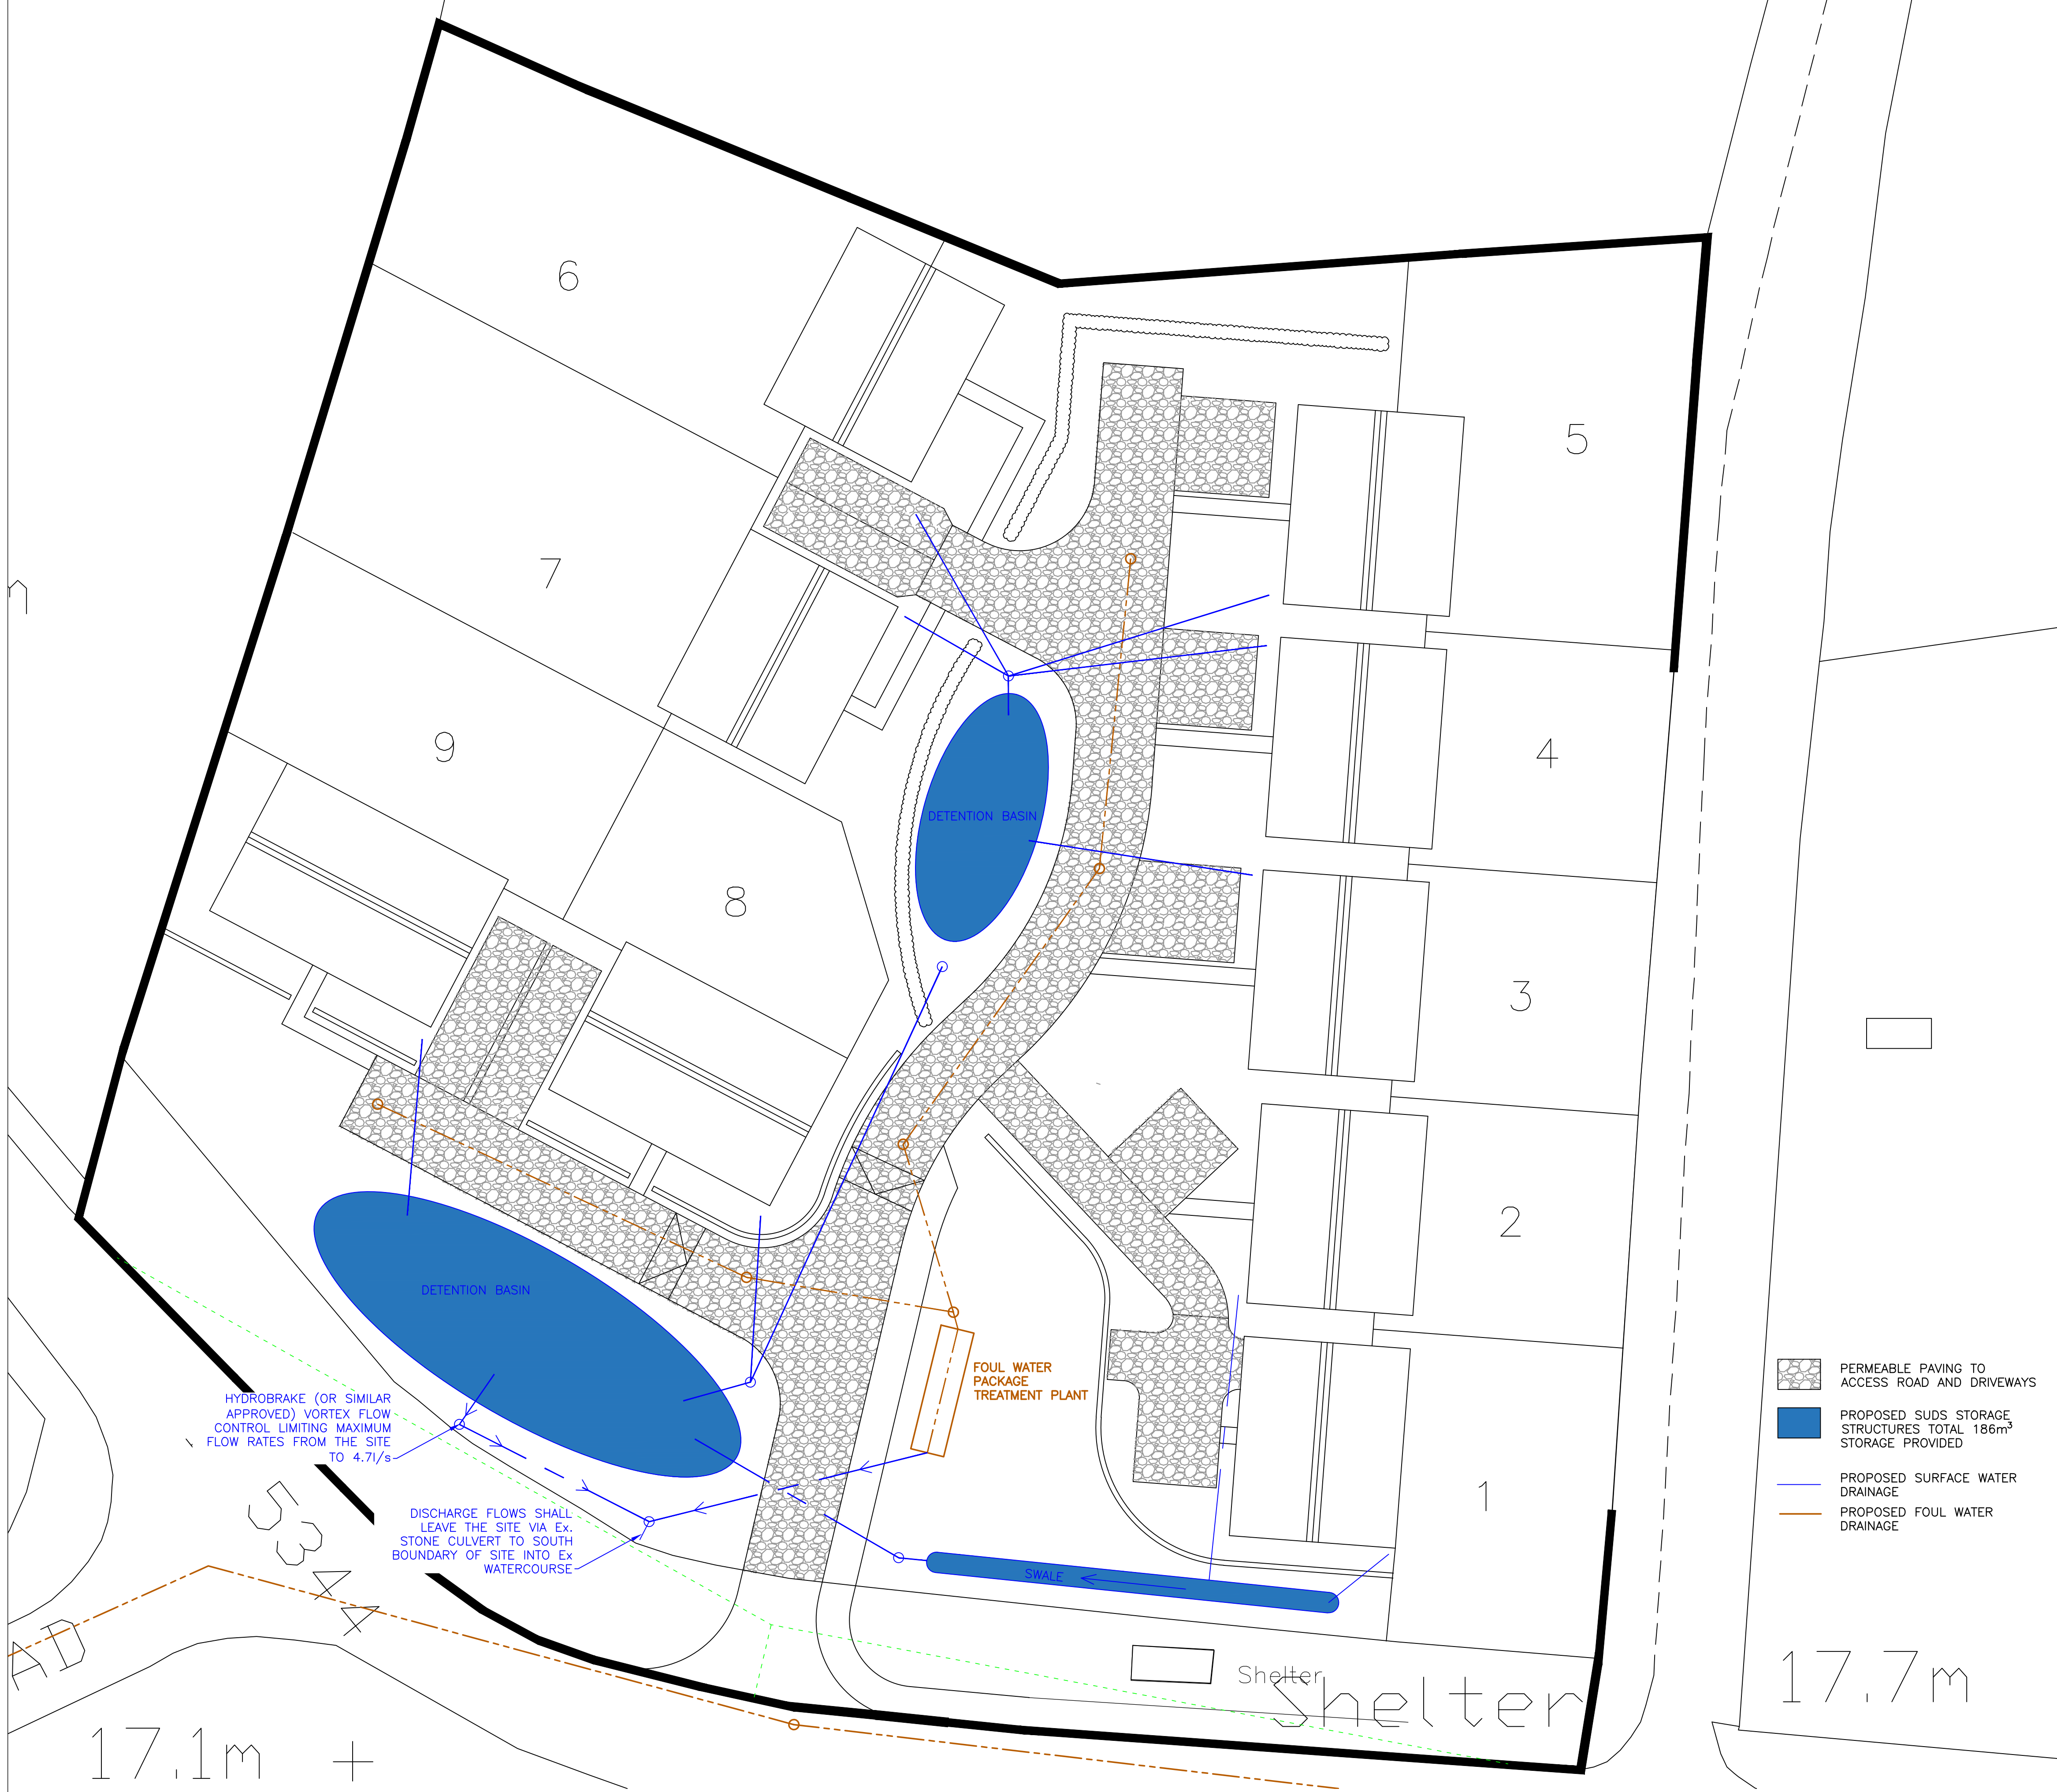 6
5
7
4
9
DETENTION BASIN
8
3
2
DETENTION BASIN
FOUL WATER
PACKAGE
TREATMENT PLANT
HYDROBRAKE (OR SIMILAR
APPROVED) VORTEX FLOW
CONTROL LIMITING MAXIMUM
FLOW RATES FROM THE SITE
TO 4.7l/s
1
DISCHARGE FLOWS SHALL
LEAVE THE SITE VIA Ex.
STONE CULVERT TO SOUTH
BOUNDARY OF SITE INTO Ex
WATERCOURSE
SWALE
PERMEABLE PAVING TO
ACCESS ROAD AND DRIVEWAYS
PROPOSED SUDS STORAGE
STRUCTURES TOTAL 186m³
STORAGE PROVIDED
PROPOSED SURFACE WATER
DRAINAGE
PROPOSED FOUL WATER
DRAINAGE
Shelter
Shelter
17.7m
17.1m +